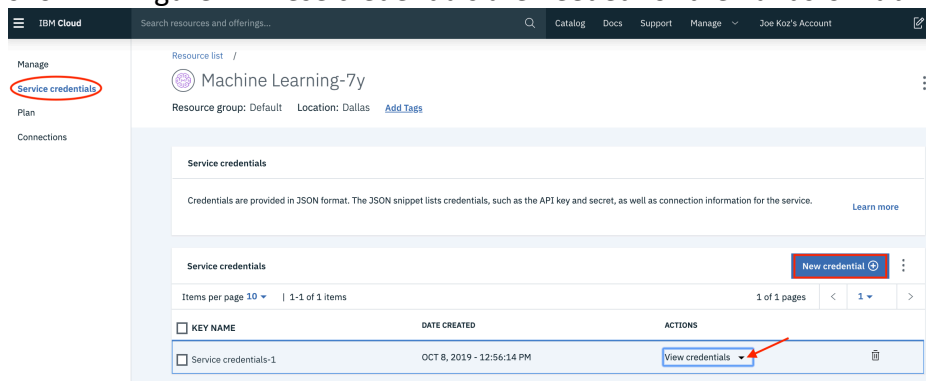 IBM Cloud Search resources and offerings... Catalog Docs Support Manage Joe Koz's Account
Resource list /
Manage
Machine Learning-7y
Service credentials
Resource group: Default Location: Dallas Add Tags
Plan
Connections
Service credentials
Credentials are provided in JSON format. The JSON snippet lists credentials, such as the API key and secret, as well as connection information for the service. Learn more
Service credentials New credential
Items per page 10 | 1-1 of 1 items 1 of 1 pages < 1 >
KEY NAME DATE CREATED ACTIONS
Service credentials-1 OCT 8, 2019 - 12:56:14 PM View credentials